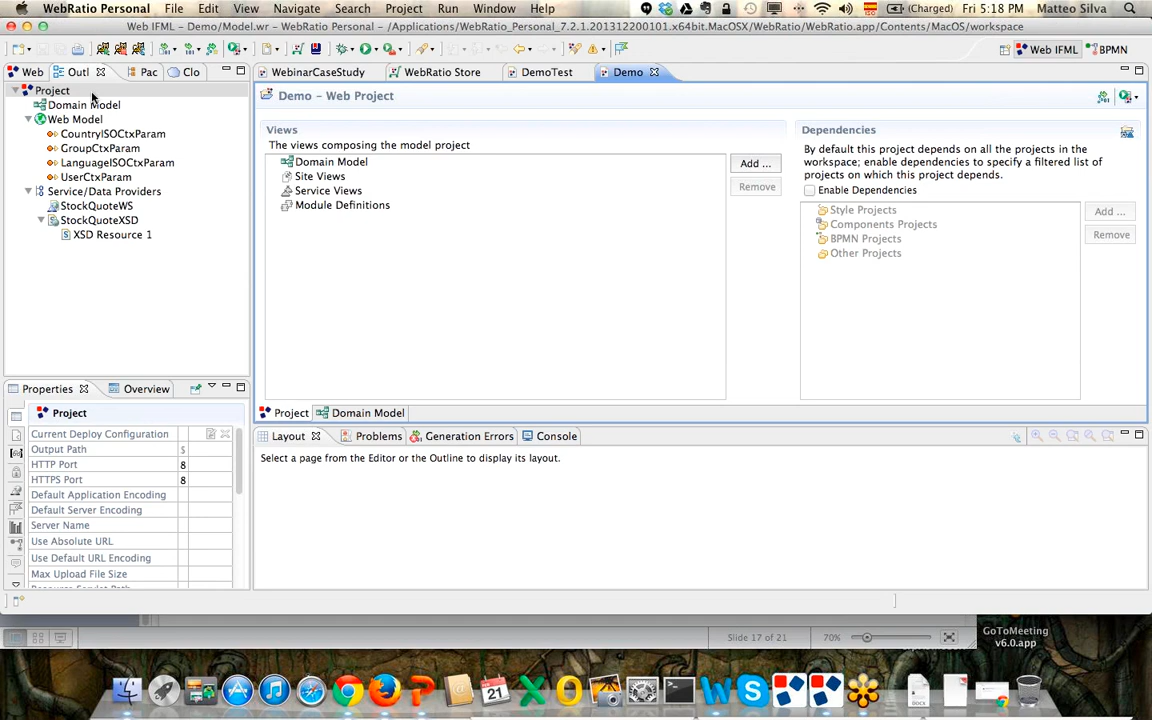 WebRatio Personal File Edit View Navigate Search Project Run Window Help (Charged) Fri 5:18 PM Matteo Silva
Web IFML - Demo/Model.wr - WebRatio Personal - /Applications/WebRatio_Personal_7.2.1.201312200101.x64bit.MacOSX/WebRatio/WebRatio.app/Contents/MacOS/workspace
Web IFML BPMN
Web Outl Pac Clo
WebinarCaseStudy WebRatio Store DemoTest Demo
Project
Domain Model
Web Model
CountryISOCtxParam
GroupCtxParam
LanguageISOCtxParam
UserCtxParam
Service/Data Providers
StockQuoteWS
StockQuoteXSD
XSD Resource 1
Demo - Web Project
Views
The views composing the model project
Domain Model
Site Views
Service Views
Module Definitions
Add ...
Remove
Dependencies
By default this project depends on all the projects in the
workspace; enable dependencies to specify a filtered list
of projects on which this project depends.
Enable Dependencies
Style Projects
Components Projects
BPMN Projects
Other Projects
Add ...
Remove
Project Domain Model
Properties Overview
Project
Current Deploy Configuration
Output Path $
HTTP Port 8
HTTPS Port 8
Default Application Encoding
Default Server Encoding
Server Name
Use Absolute URL
Use Default URL Encoding
Max Upload File Size
Layout Problems Generation Errors Console
Select a page from the Editor or the Outline to display its layout.
Slide 17 of 21 70%
GoToMeeting
v6.0.app